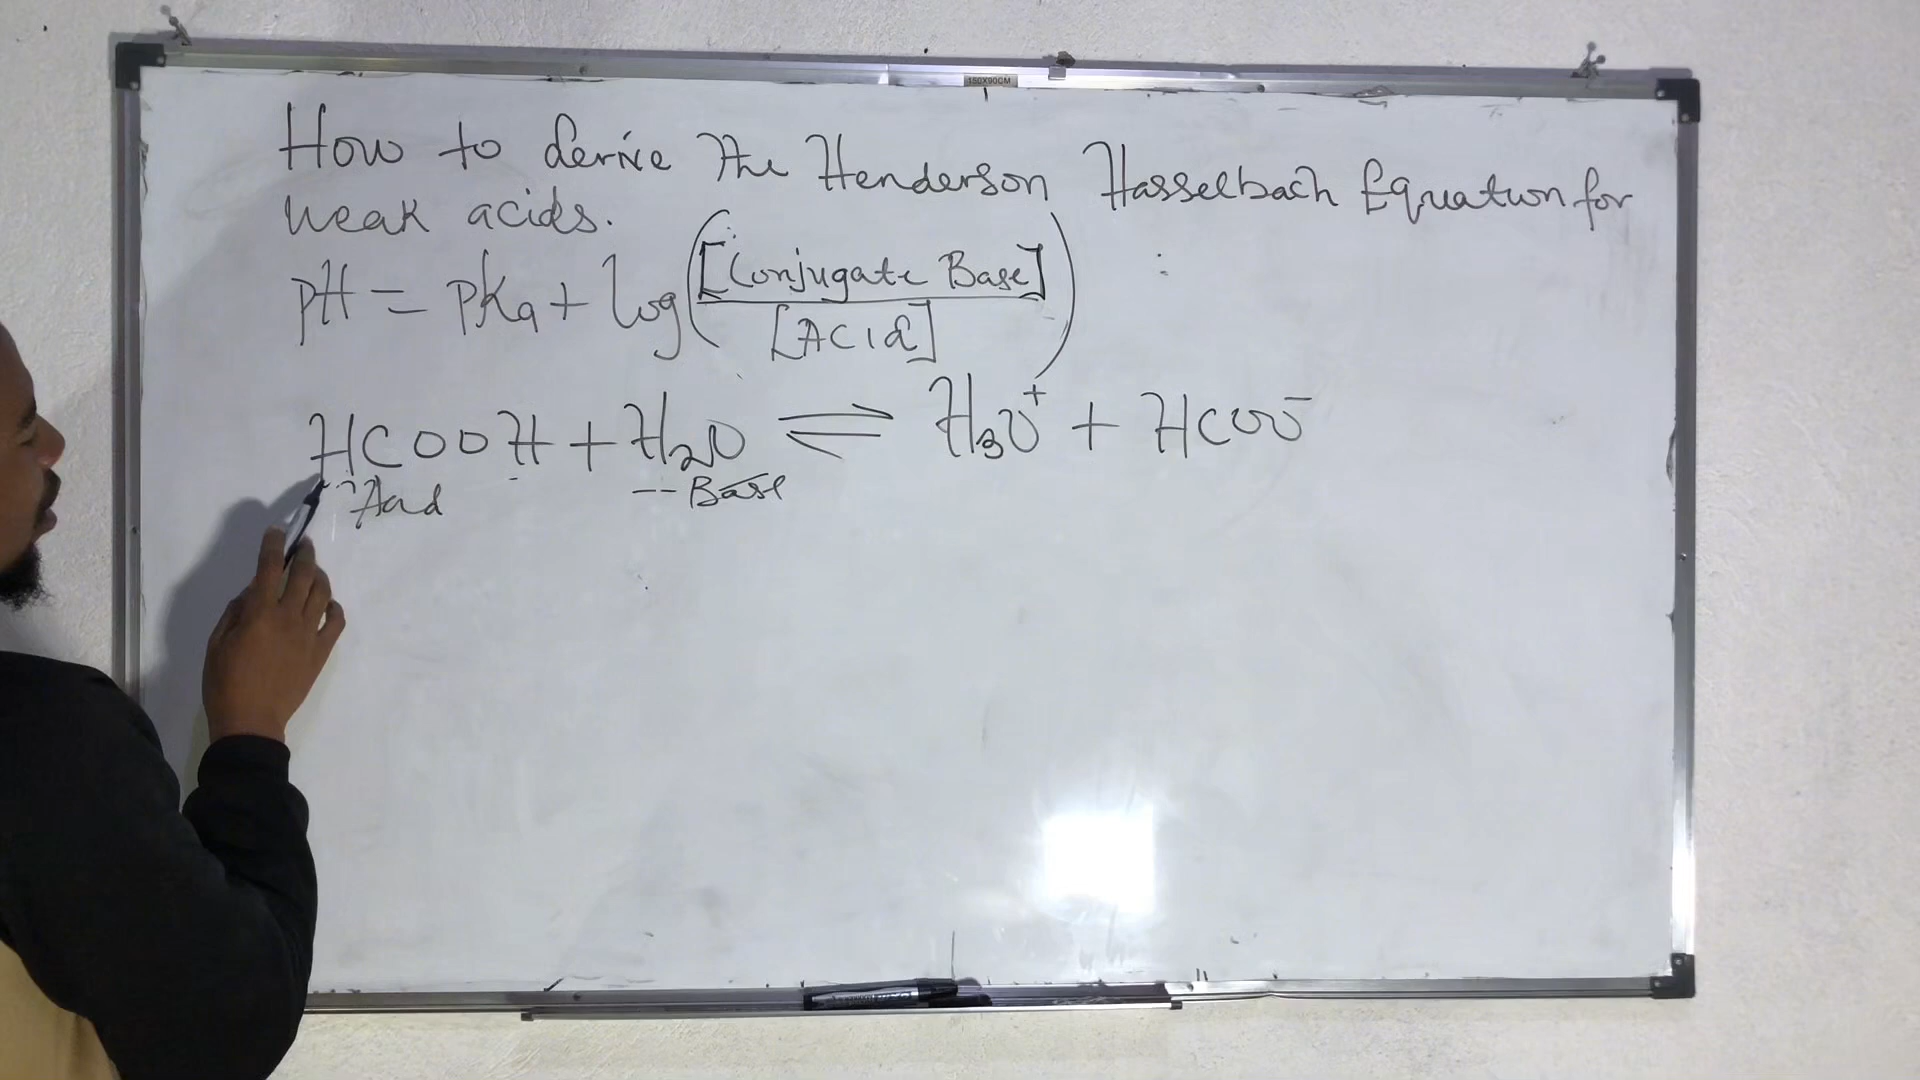 150X90CM
How to derive the Henderson Hasselbach Equation for
weak acids.
pH = pKa + log([Conjugate Base]/[Acid])
HCOOH + H₂O ⇌ H₃O⁺ + HCOO⁻
Acid -- Base